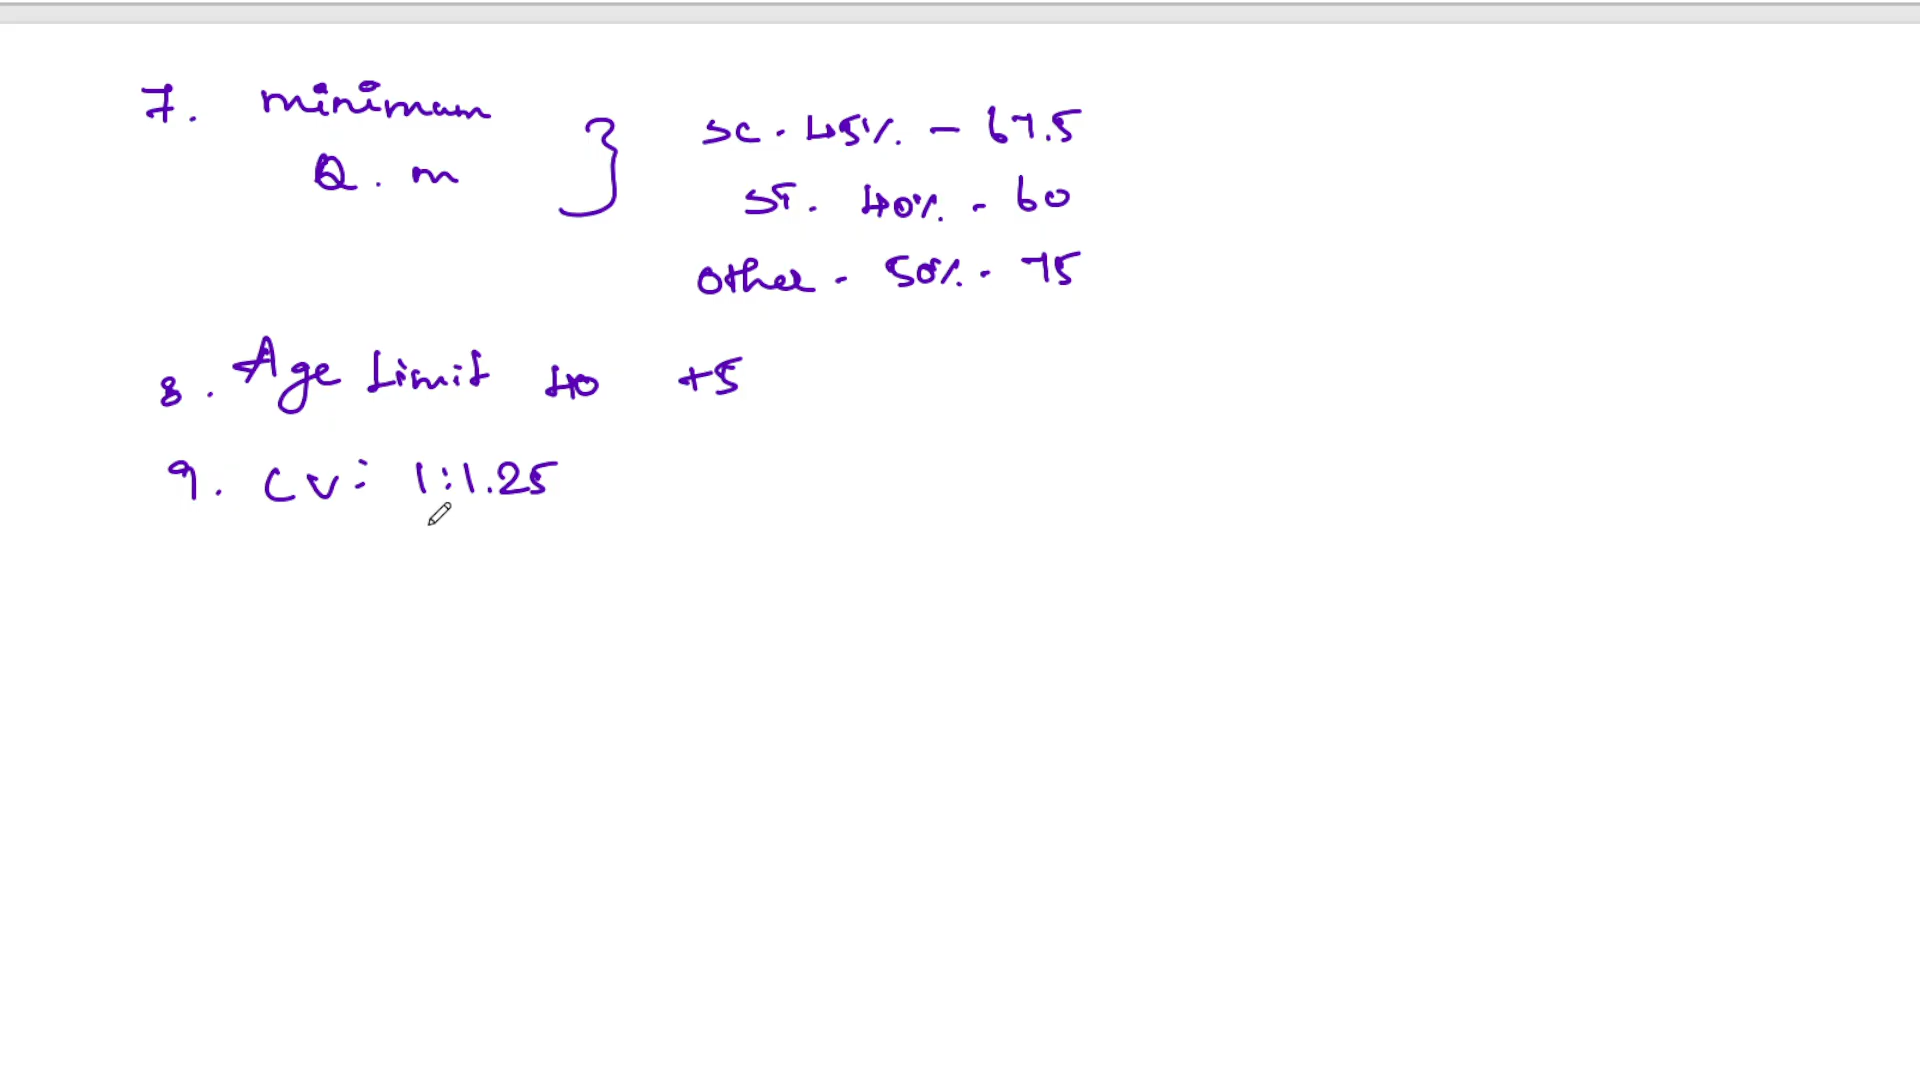 7. minimum
Q. m } SC. 45% - 67.5
ST. 40% - 60
Other - 50% - 75
8. Age Limit 40 +5
9. CV: 1:1.25